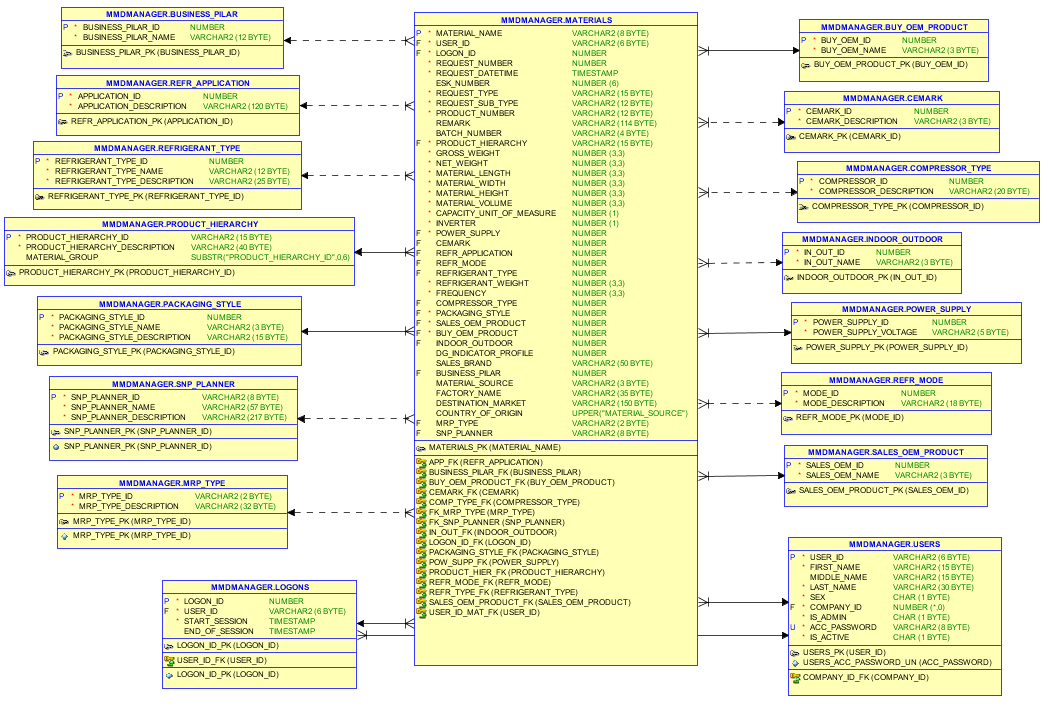 MMDMANAGER.BUSINESS_PILAR
P * BUSINESS_PILAR_ID NUMBER
* BUSINESS_PILAR_NAME VARCHAR2 (12 BYTE)
BUSINESS_PILAR_PK (BUSINESS_PILAR_ID)
MMDMANAGER.REFR_APPLICATION
P * APPLICATION_ID NUMBER
* APPLICATION_DESCRIPTION VARCHAR2 (120 BYTE)
REFR_APPLICATION_PK (APPLICATION_ID)
MMDMANAGER.REFRIGERANT_TYPE
P * REFRIGERANT_TYPE_ID NUMBER
* REFRIGERANT_TYPE_NAME VARCHAR2 (12 BYTE)
* REFRIGERANT_TYPE_DESCRIPTION VARCHAR2 (25 BYTE)
REFRIGERANT_TYPE_PK (REFRIGERANT_TYPE_ID)
MMDMANAGER.PRODUCT_HIERARCHY
P * PRODUCT_HIERARCHY_ID VARCHAR2 (15 BYTE)
* PRODUCT_HIERARCHY_DESCRIPTION VARCHAR2 (40 BYTE)
MATERIAL_GROUP SUBSTR("PRODUCT_HIERARCHY_ID",0,6)
PRODUCT_HIERARCHY_PK (PRODUCT_HIERARCHY_ID)
MMDMANAGER.PACKAGING_STYLE
P * PACKAGING_STYLE_ID NUMBER
* PACKAGING_STYLE_NAME VARCHAR2 (3 BYTE)
* PACKAGING_STYLE_DESCRIPTION VARCHAR2 (15 BYTE)
PACKAGING_STYLE_PK (PACKAGING_STYLE_ID)
MMDMANAGER.SNP_PLANNER
P * SNP_PLANNER_ID VARCHAR2 (8 BYTE)
* SNP_PLANNER_NAME VARCHAR2 (57 BYTE)
* SNP_PLANNER_DESCRIPTION VARCHAR2 (217 BYTE)
SNP_PLANNER_PK (SNP_PLANNER_ID)
SNP_PLANNER_PK (SNP_PLANNER_ID)
MMDMANAGER.MRP_TYPE
P * MRP_TYPE_ID VARCHAR2 (2 BYTE)
* MRP_TYPE_DESCRIPTION VARCHAR2 (32 BYTE)
MRP_TYPE_PK (MRP_TYPE_ID)
MRP_TYPE_PK (MRP_TYPE_ID)
MMDMANAGER.LOGONS
P * LOGON_ID NUMBER
F * USER_ID VARCHAR2 (6 BYTE)
* START_SESSION TIMESTAMP
END_OF_SESSION TIMESTAMP
LOGON_ID_PK (LOGON_ID)
USER_ID_FK (USER_ID)
LOGON_ID_PK (LOGON_ID)
MMDMANAGER.MATERIALS
P * MATERIAL_NAME VARCHAR2 (8 BYTE)
F * USER_ID VARCHAR2 (6 BYTE)
F * LOGON_ID NUMBER
* REQUEST_NUMBER NUMBER
* REQUEST_DATETIME TIMESTAMP
ESK_NUMBER NUMBER (6)
* REQUEST_TYPE VARCHAR2 (15 BYTE)
* REQUEST_SUB_TYPE VARCHAR2 (12 BYTE)
* PRODUCT_NUMBER VARCHAR2 (12 BYTE)
REMARK VARCHAR2 (114 BYTE)
BATCH_NUMBER VARCHAR2 (4 BYTE)
F * PRODUCT_HIERARCHY VARCHAR2 (15 BYTE)
* GROSS_WEIGHT NUMBER (3,3)
* NET_WEIGHT NUMBER (3,3)
* MATERIAL_LENGTH NUMBER (3,3)
* MATERIAL_WIDTH NUMBER (3,3)
* MATERIAL_HEIGHT NUMBER (3,3)
* MATERIAL_VOLUME NUMBER (3,3)
* CAPACITY_UNIT_OF_MEASURE NUMBER (1)
* INVERTER NUMBER (1)
F * POWER_SUPPLY NUMBER
F CEMARK NUMBER
F REFR_APPLICATION NUMBER
F * REFR_MODE NUMBER
F REFRIGERANT_TYPE NUMBER
* REFRIGERANT_WEIGHT NUMBER (3,3)
* FREQUENCY NUMBER (3,3)
F COMPRESSOR_TYPE NUMBER
F * PACKAGING_STYLE NUMBER
F * SALES_OEM_PRODUCT NUMBER
F * BUY_OEM_PRODUCT NUMBER
F INDOOR_OUTDOOR NUMBER
DG_INDICATOR_PROFILE NUMBER
SALES_BRAND VARCHAR2 (50 BYTE)
F BUSINESS_PILAR NUMBER
MATERIAL_SOURCE VARCHAR2 (3 BYTE)
FACTORY_NAME VARCHAR2 (35 BYTE)
DESTINATION_MARKET VARCHAR2 (150 BYTE)
COUNTRY_OF_ORIGIN UPPER("MATERIAL_SOURCE")
F MRP_TYPE VARCHAR2 (2 BYTE)
F SNP_PLANNER VARCHAR2 (8 BYTE)
MATERIALS_PK (MATERIAL_NAME)
APP_FK (REFR_APPLICATION)
BUSINESS_PILAR_FK (BUSINESS_PILAR)
BUY_OEM_PRODUCT_FK (BUY_OEM_PRODUCT)
CEMARK_FK (CEMARK)
COMP_TYPE_FK (COMPRESSOR_TYPE)
FK_MRP_TYPE (MRP_TYPE)
FK_SNP_PLANNER (SNP_PLANNER)
IN_OUT_FK (INDOOR_OUTDOOR)
LOGON_ID_FK (LOGON_ID)
PACKAGING_STYLE_FK (PACKAGING_STYLE)
POW_SUPP_FK (POWER_SUPPLY)
PRODUCT_HIER_FK (PRODUCT_HIERARCHY)
REFR_MODE_FK (REFR_MODE)
REFR_TYPE_FK (REFRIGERANT_TYPE)
SALES_OEM_PRODUCT_FK (SALES_OEM_PRODUCT)
USER_ID_MAT_FK (USER_ID)
MMDMANAGER.BUY_OEM_PRODUCT
P * BUY_OEM_ID NUMBER
* BUY_OEM_NAME VARCHAR2 (3 BYTE)
BUY_OEM_PRODUCT_PK (BUY_OEM_ID)
MMDMANAGER.CEMARK
P * CEMARK_ID NUMBER
* CEMARK_DESCRIPTION VARCHAR2 (3 BYTE)
CEMARK_PK (CEMARK_ID)
MMDMANAGER.COMPRESSOR_TYPE
P * COMPRESSOR_ID NUMBER
* COMPRESSOR_DESCRIPTION VARCHAR2 (20 BYTE)
COMPRESSOR_TYPE_PK (COMPRESSOR_ID)
MMDMANAGER.INDOOR_OUTDOOR
P * IN_OUT_ID NUMBER
* IN_OUT_NAME VARCHAR2 (3 BYTE)
INDOOR_OUTDOOR_PK (IN_OUT_ID)
MMDMANAGER.POWER_SUPPLY
P * POWER_SUPPLY_ID NUMBER
* POWER_SUPPLY_VOLTAGE VARCHAR2 (5 BYTE)
POWER_SUPPLY_PK (POWER_SUPPLY_ID)
MMDMANAGER.REFR_MODE
P * MODE_ID NUMBER
* MODE_DESCRIPTION VARCHAR2 (18 BYTE)
REFR_MODE_PK (MODE_ID)
MMDMANAGER.SALES_OEM_PRODUCT
P * SALES_OEM_ID NUMBER
* SALES_OEM_NAME VARCHAR2 (3 BYTE)
SALES_OEM_PRODUCT_PK (SALES_OEM_ID)
MMDMANAGER.USERS
P * USER_ID VARCHAR2 (6 BYTE)
* FIRST_NAME VARCHAR2 (15 BYTE)
MIDDLE_NAME VARCHAR2 (15 BYTE)
* LAST_NAME VARCHAR2 (30 BYTE)
* SEX CHAR (1 BYTE)
F * COMPANY_ID NUMBER (*,0)
* IS_ADMIN CHAR (1 BYTE)
U * ACC_PASSWORD VARCHAR2 (8 BYTE)
* IS_ACTIVE CHAR (1 BYTE)
USERS_PK (USER_ID)
USERS_ACC_PASSWORD_UN (ACC_PASSWORD)
COMPANY_ID_FK (COMPANY_ID)